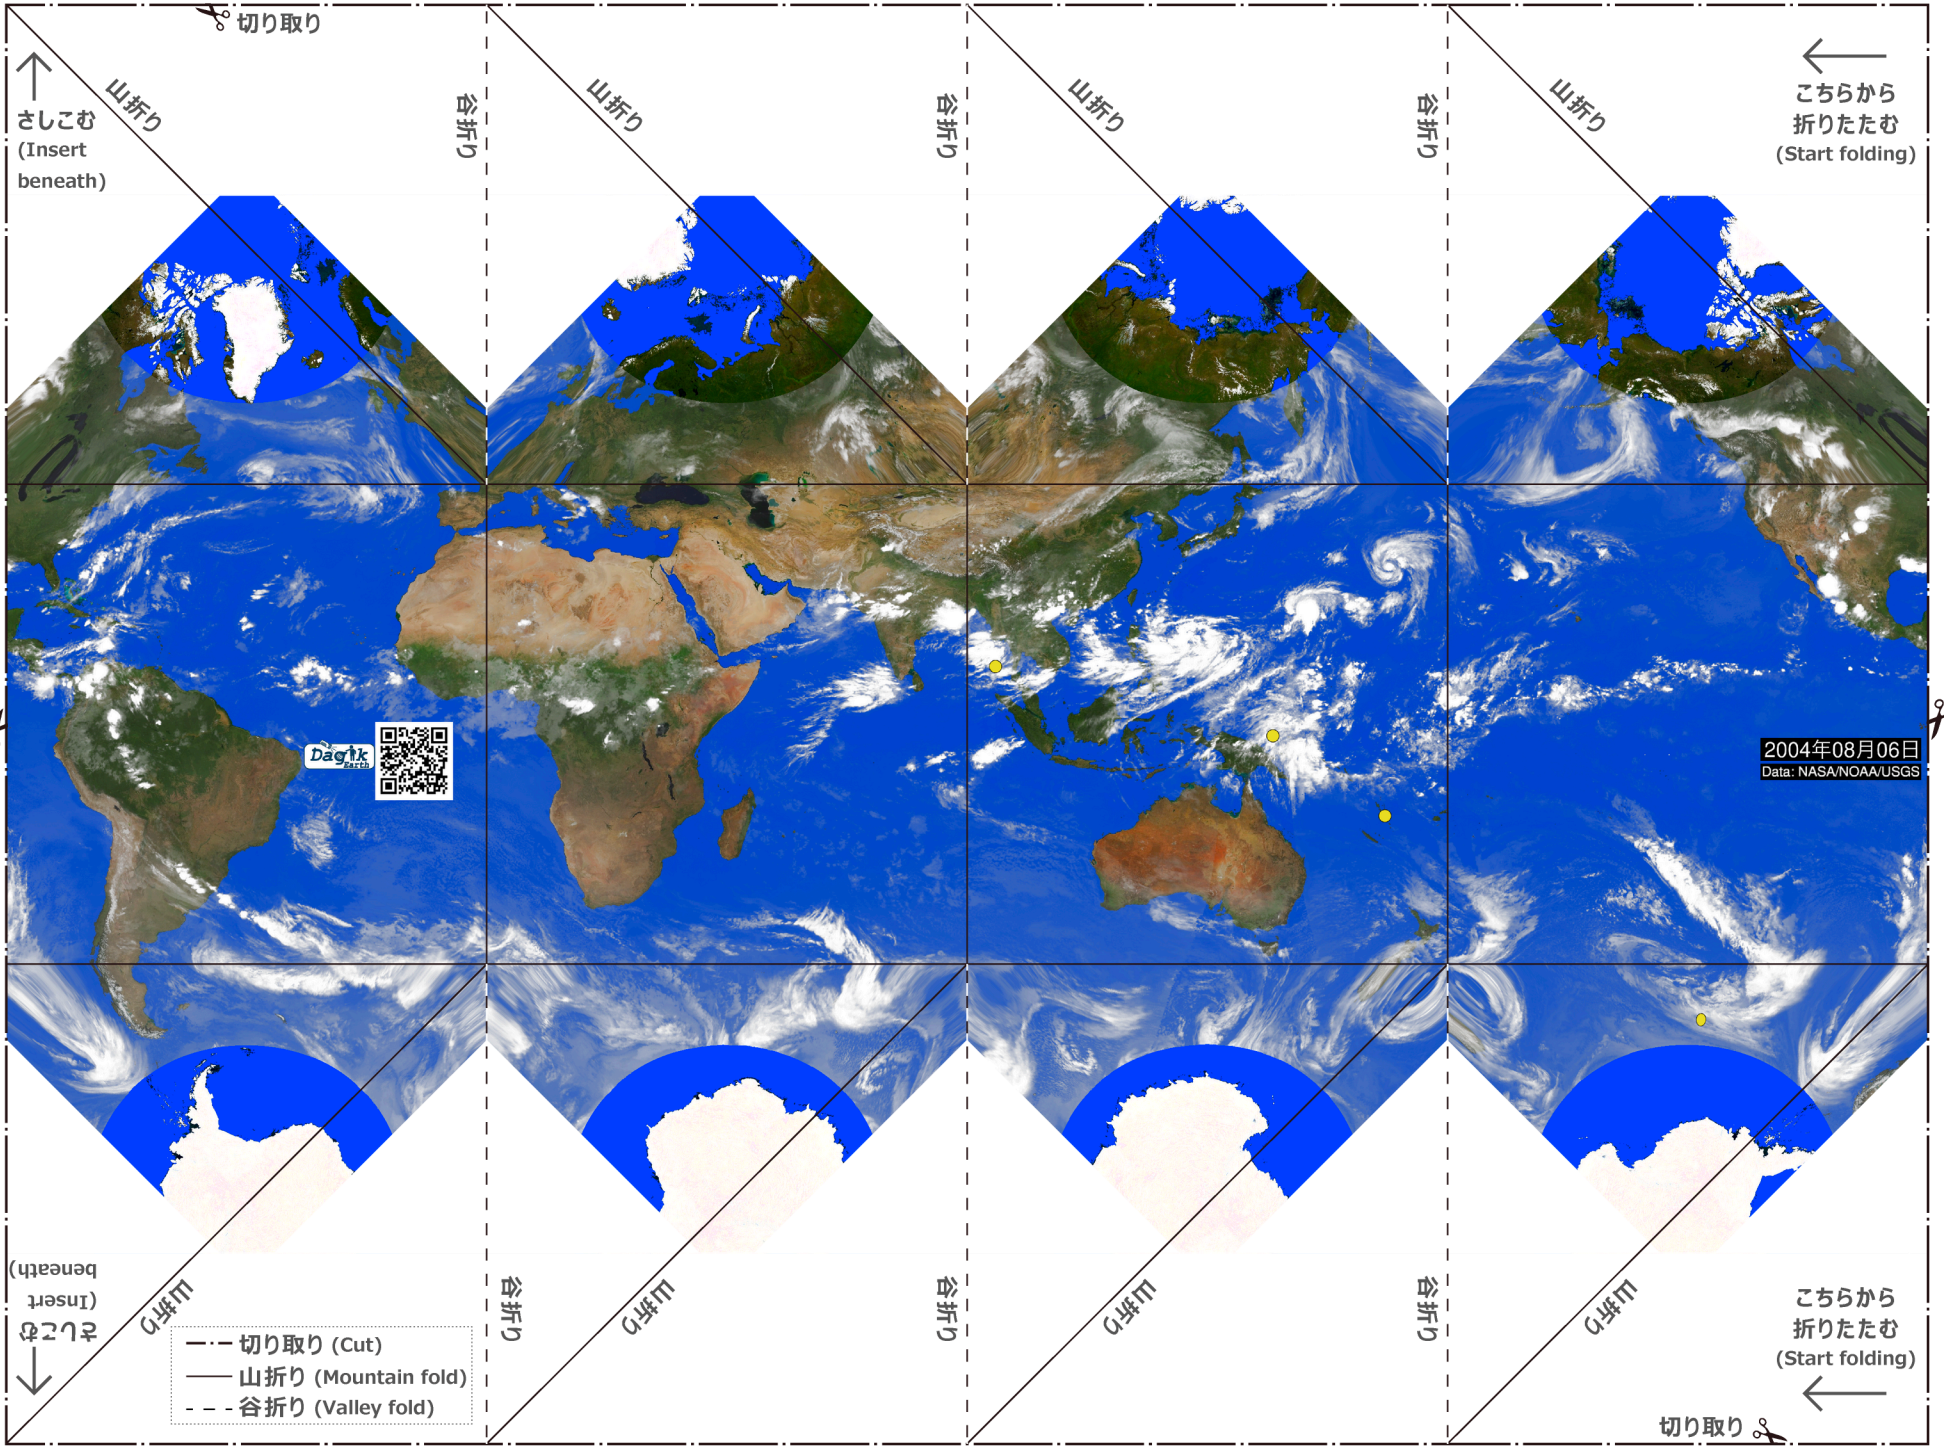 切り取り
山折り
谷折り
山折り
谷折り
山折り
谷折り
山折り
こちらから
折りたたむ
(Start folding)
さしこむ
(Insert
beneath)
Dagik
Earth
2004年08月06日
Data: NASA/NOAA/USGS
さしこむ
(Insert
beneath)
山折り
谷折り
山折り
谷折り
山折り
谷折り
山折り
こちらから
折りたたむ
(Start folding)
切り取り (Cut)
山折り (Mountain fold)
谷折り (Valley fold)
切り取り